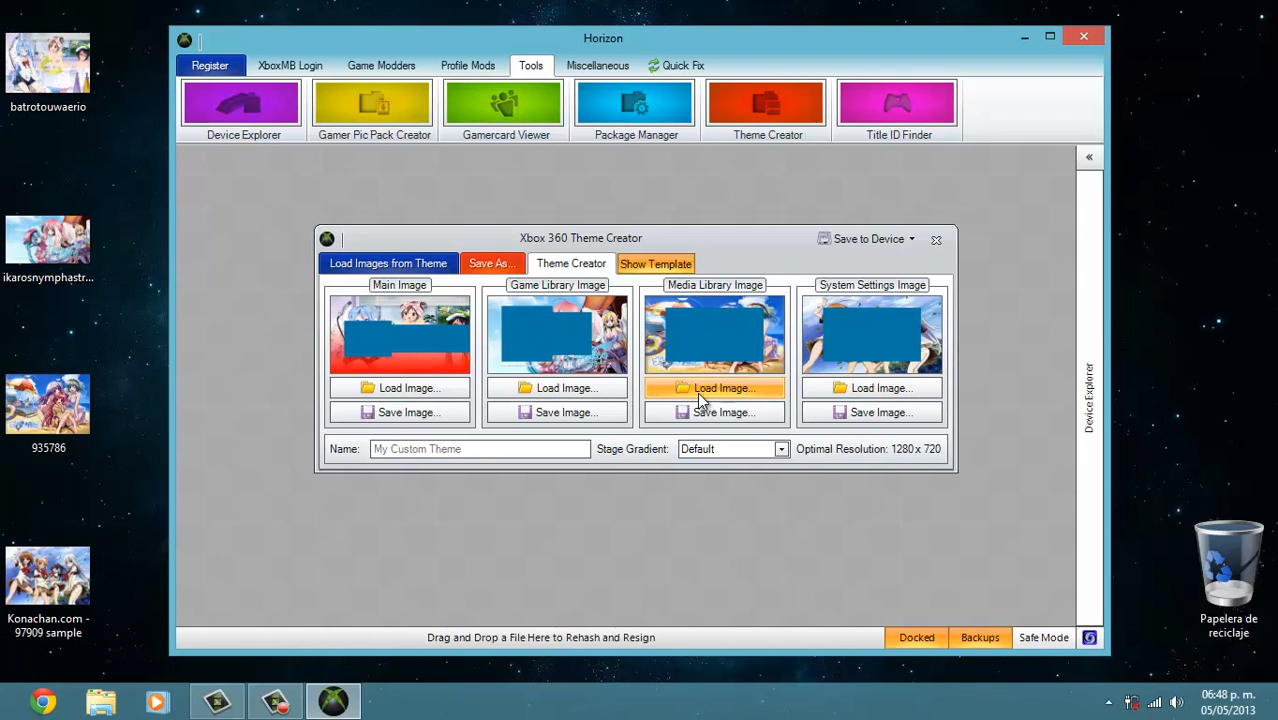 Horizon
Register XboxMB Login Game Modders Profile Mods Tools Miscellaneous Quick Fix
Device Explorer Gamer Pic Pack Creator Gamercard Viewer Package Manager Theme Creator Title ID Finder
«
Xbox 360 Theme Creator Save to Device
Load Images from Theme Save As... Theme Creator Show Template
Main Image Game Library Image Media Library Image System Settings Image
Load Image... Load Image... Load Image... Load Image...
Save Image... Save Image... Save Image... Save Image...
Name: My Custom Theme Stage Gradient: Default Optimal Resolution: 1280 x 720
Device Explorer
Drag and Drop a File Here to Rehash and Resign Docked Backups Safe Mode
batrotouwaerio
ikarosnymphastr...
935786
Konachan.com -
97909 sample
Papelera de
reciclaje
06:48 p. m.
05/05/2013